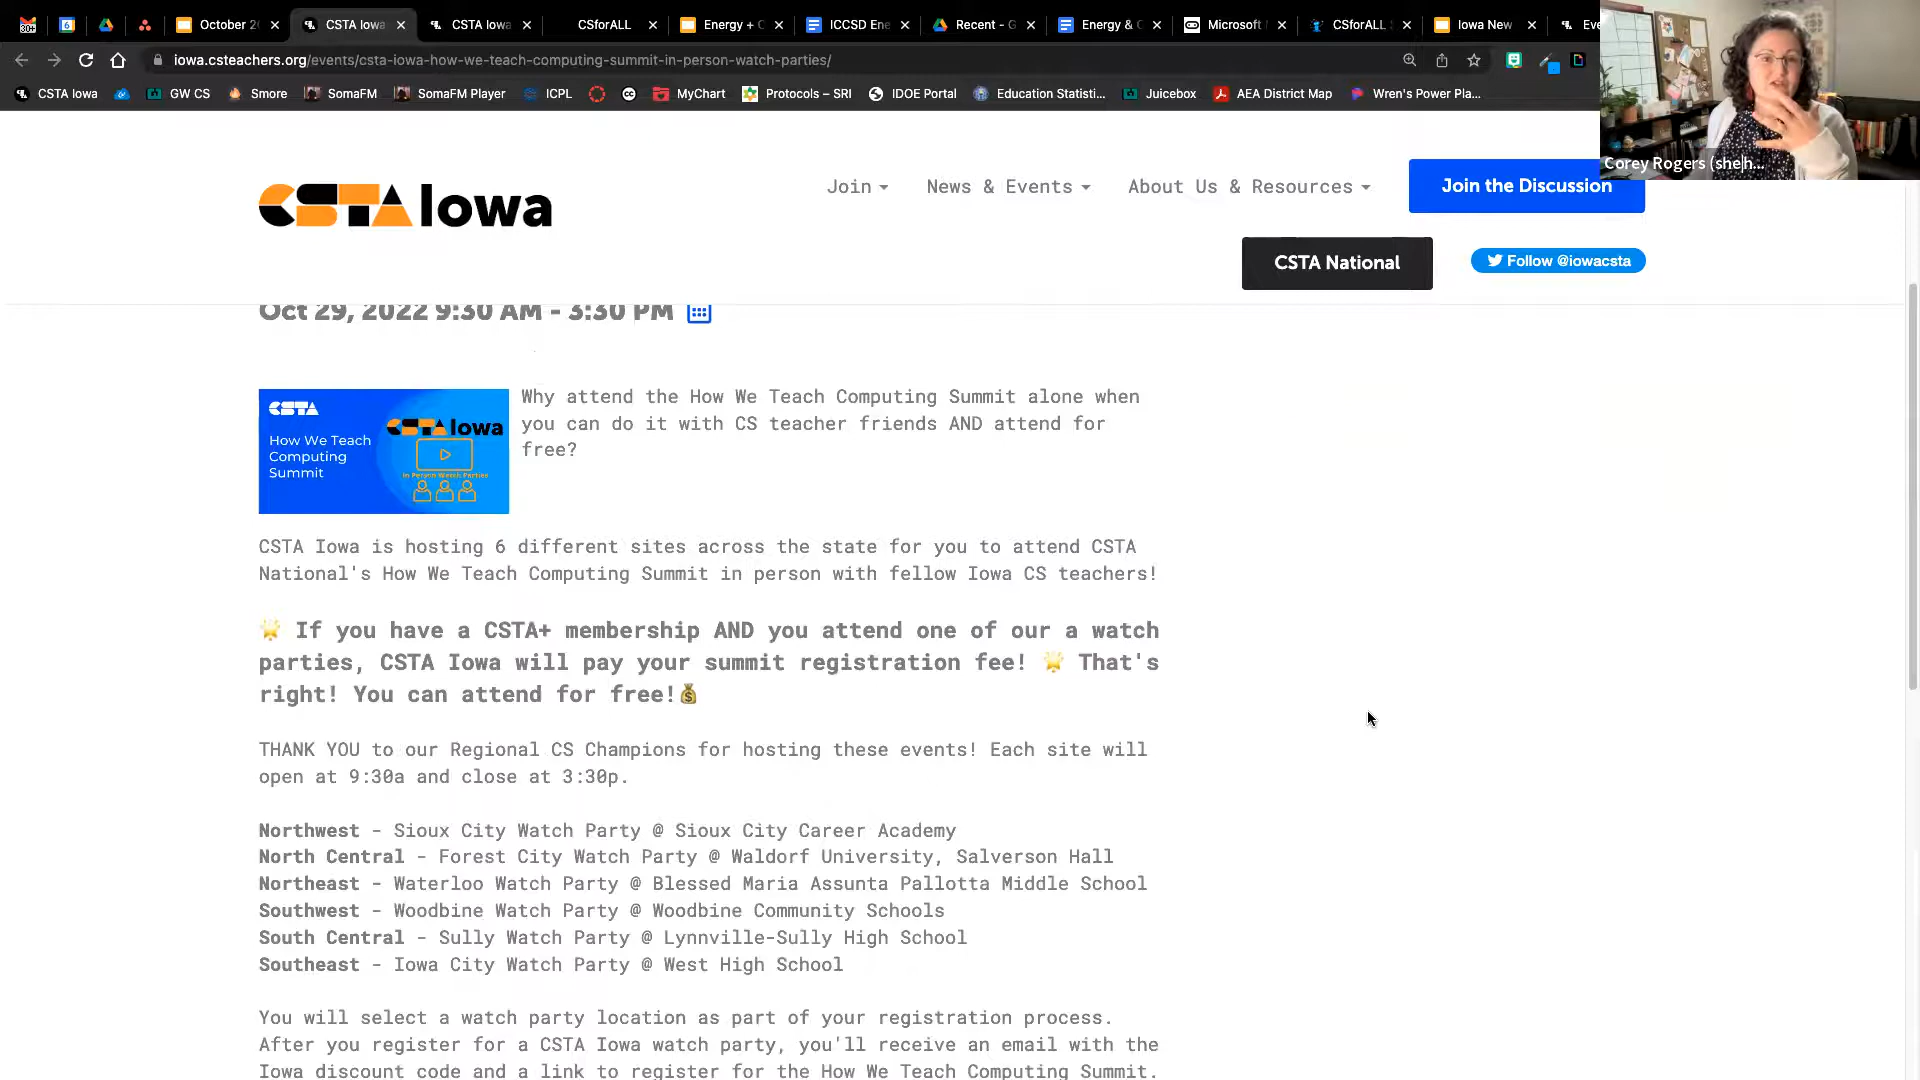 30+
6
October 2
CSTA Iowa
CSTA Iowa
CSforALL
Energy + C
ICCSD Ene
Recent - G
Energy & C
Microsoft
CSforALL S
Iowa New
Eve
iowa.csteachers.org/events/csta-iowa-how-we-teach-computing-summit-in-person-watch-parties/
CSTA Iowa
GW CS
Smore
SomaFM
SomaFM Player
ICPL
MyChart
Protocols – SRI
IDOE Portal
Education Statisti...
Juicebox
AEA District Map
Wren's Power Pla...
Corey Rogers (she|h...
CSTA Iowa
Join
News & Events
About Us & Resources
Join the Discussion
CSTA National
Follow @iowacsta
Oct 29, 2022 9:30 AM - 3:30 PM
CSTA
How We Teach
Computing
Summit
CSTA Iowa
In Person Watch Parties
Why attend the How We Teach Computing Summit alone when
you can do it with CS teacher friends AND attend for
free?
CSTA Iowa is hosting 6 different sites across the state for you to attend CSTA
National's How We Teach Computing Summit in person with fellow Iowa CS teachers!
🌟 If you have a CSTA+ membership AND you attend one of our a watch
parties, CSTA Iowa will pay your summit registration fee! 🌟 That's
right! You can attend for free!💰
THANK YOU to our Regional CS Champions for hosting these events! Each site will
open at 9:30a and close at 3:30p.
Northwest - Sioux City Watch Party @ Sioux City Career Academy
North Central - Forest City Watch Party @ Waldorf University, Salverson Hall
Northeast - Waterloo Watch Party @ Blessed Maria Assunta Pallotta Middle School
Southwest - Woodbine Watch Party @ Woodbine Community Schools
South Central - Sully Watch Party @ Lynnville-Sully High School
Southeast - Iowa City Watch Party @ West High School
You will select a watch party location as part of your registration process.
After you register for a CSTA Iowa watch party, you'll receive an email with the
Iowa discount code and a link to register for the How We Teach Computing Summit.